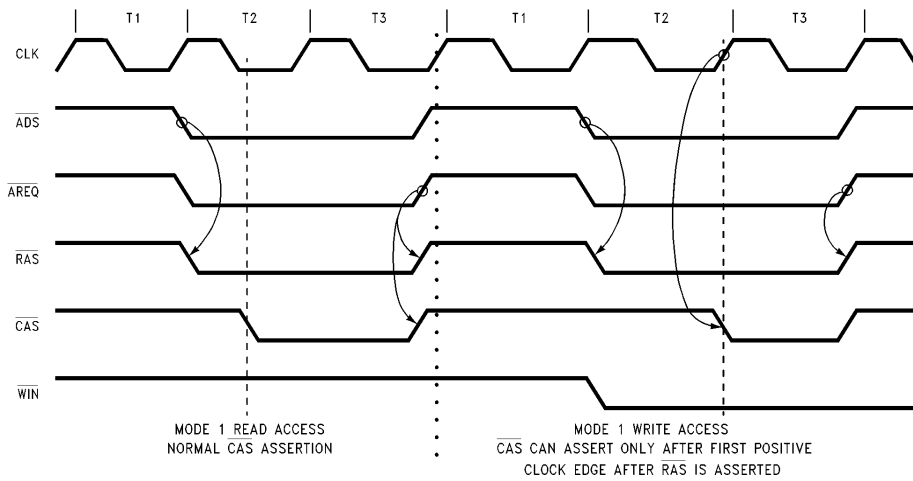 T1 T2 T3 T1 T2 T3
CLK
ADS
AREQ
RAS
CAS
WIN
MODE 1 READ ACCESS
NORMAL CAS ASSERTION
MODE 1 WRITE ACCESS
CAS CAN ASSERT ONLY AFTER FIRST POSITIVE
CLOCK EDGE AFTER RAS IS ASSERTED